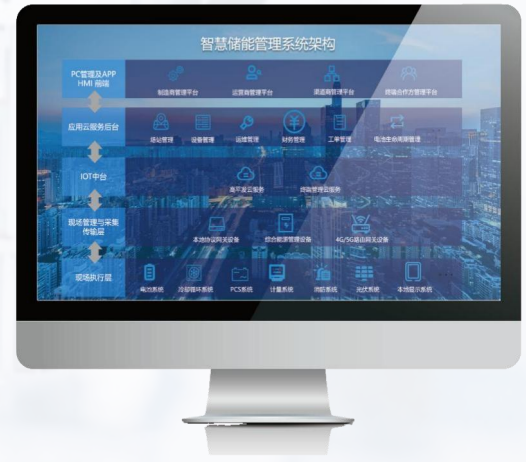 智慧储能管理系统架构
PC管理及APP
HMI 前端
制造商管理平台 运营商管理平台 渠道商管理平台 终端合作方管理平台
应用云服务后台
场站管理 设备管理 运维管理 财务管理 工单管理 电池生命周期管理
IOT中台
高平发云服务 终端管理云服务
现场管理与采集
传输层
本地协议网关设备 综合能源管理设备 4G/5G路由网关设备
现场执行层
电池系统 冷却循环系统 PCS系统 计量系统 消防系统 光伏系统 本地显示系统